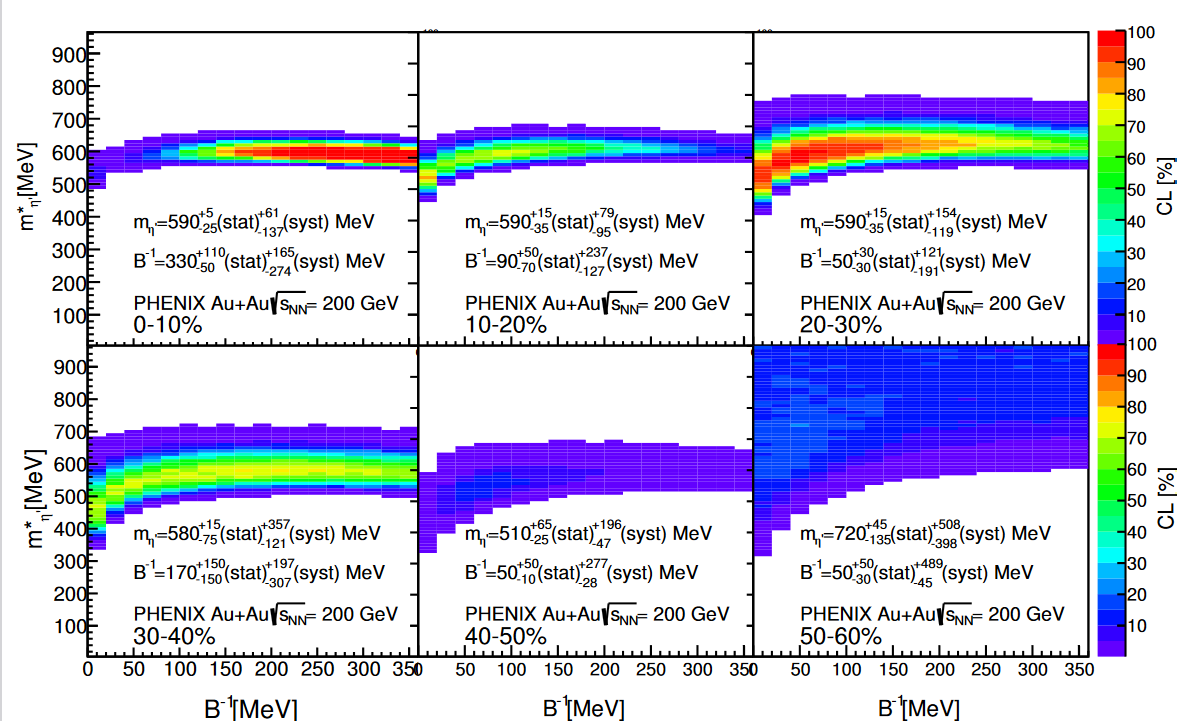 100
900
800
700
600
500
400
300
200
100
m*η'[MeV]
mη'=590+5-25(stat)+61-137(syst) MeV
B-1=330+110-50(stat)+165-274(syst) MeV
PHENIX Au+Au√sNN= 200 GeV
0-10%
mη'=590+15-35(stat)+79-95(syst) MeV
B-1=90+50-70(stat)+237-127(syst) MeV
PHENIX Au+Au√sNN= 200 GeV
10-20%
mη'=590+15-35(stat)+154-119(syst) MeV
B-1=50+30-30(stat)+121-191(syst) MeV
PHENIX Au+Au√sNN= 200 GeV
20-30%
90
80
70
60
50
40
30
20
10
CL [%]
100
900
800
700
600
500
400
300
200
100
m*η'[MeV]
mη'=580+15-75(stat)+357-121(syst) MeV
B-1=170+150-150(stat)+197-307(syst) MeV
PHENIX Au+Au√sNN= 200 GeV
30-40%
mη'=510+65-25(stat)+196-47(syst) MeV
B-1=50+50-10(stat)+277-28(syst) MeV
PHENIX Au+Au√sNN= 200 GeV
40-50%
mη'=720+45-135(stat)+508-398(syst) MeV
B-1=50+50-30(stat)+489-45(syst) MeV
PHENIX Au+Au√sNN= 200 GeV
50-60%
90
80
70
60
50
40
30
20
10
CL [%]
0 50 100 150 200 250 300 350
50 100 150 200 250 300 350
50 100 150 200 250 300 350
B-1[MeV]
B-1[MeV]
B-1[MeV]